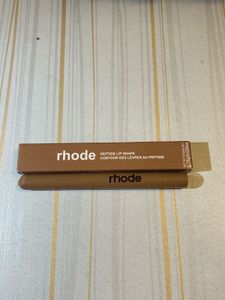 rhode
PEPTIDE LIP SHAPE
CONTOUR DES LÈVRES AU PEPTIDE
rhode